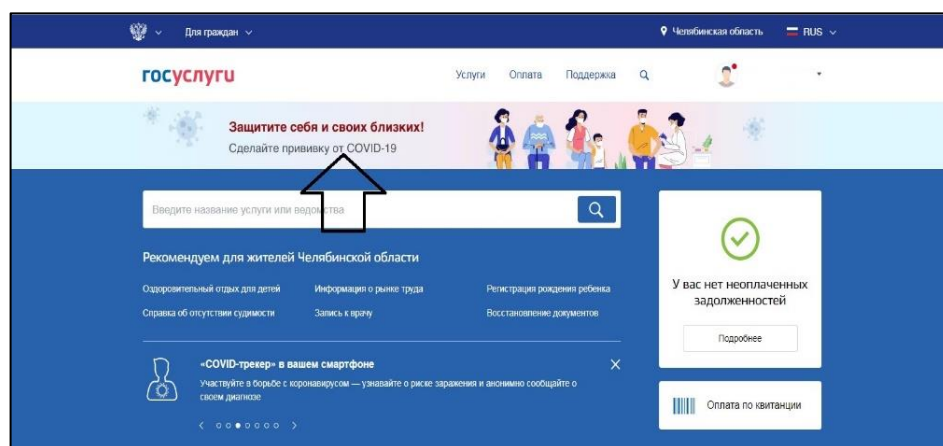 Для граждан
Челябинская область
RUS
госуслуги
Услуги Оплата Поддержка
Защитите себя и своих близких!
Сделайте прививку от COVID-19
Введите название услуги или ведомства
Рекомендуем для жителей Челябинской области
Оздоровительный отдых для детей Информация о рынке труда Регистрация рождения ребенка
Справка об отсутствии судимости Запись к врачу Восстановление документов
«COVID-трекер» в вашем смартфоне
Участвуйте в борьбе с коронавирусом — узнавайте о риске заражения и анонимно сообщайте о
своем диагнозе
У вас нет неоплаченных
задолженностей
Подробнее
Оплата по квитанции